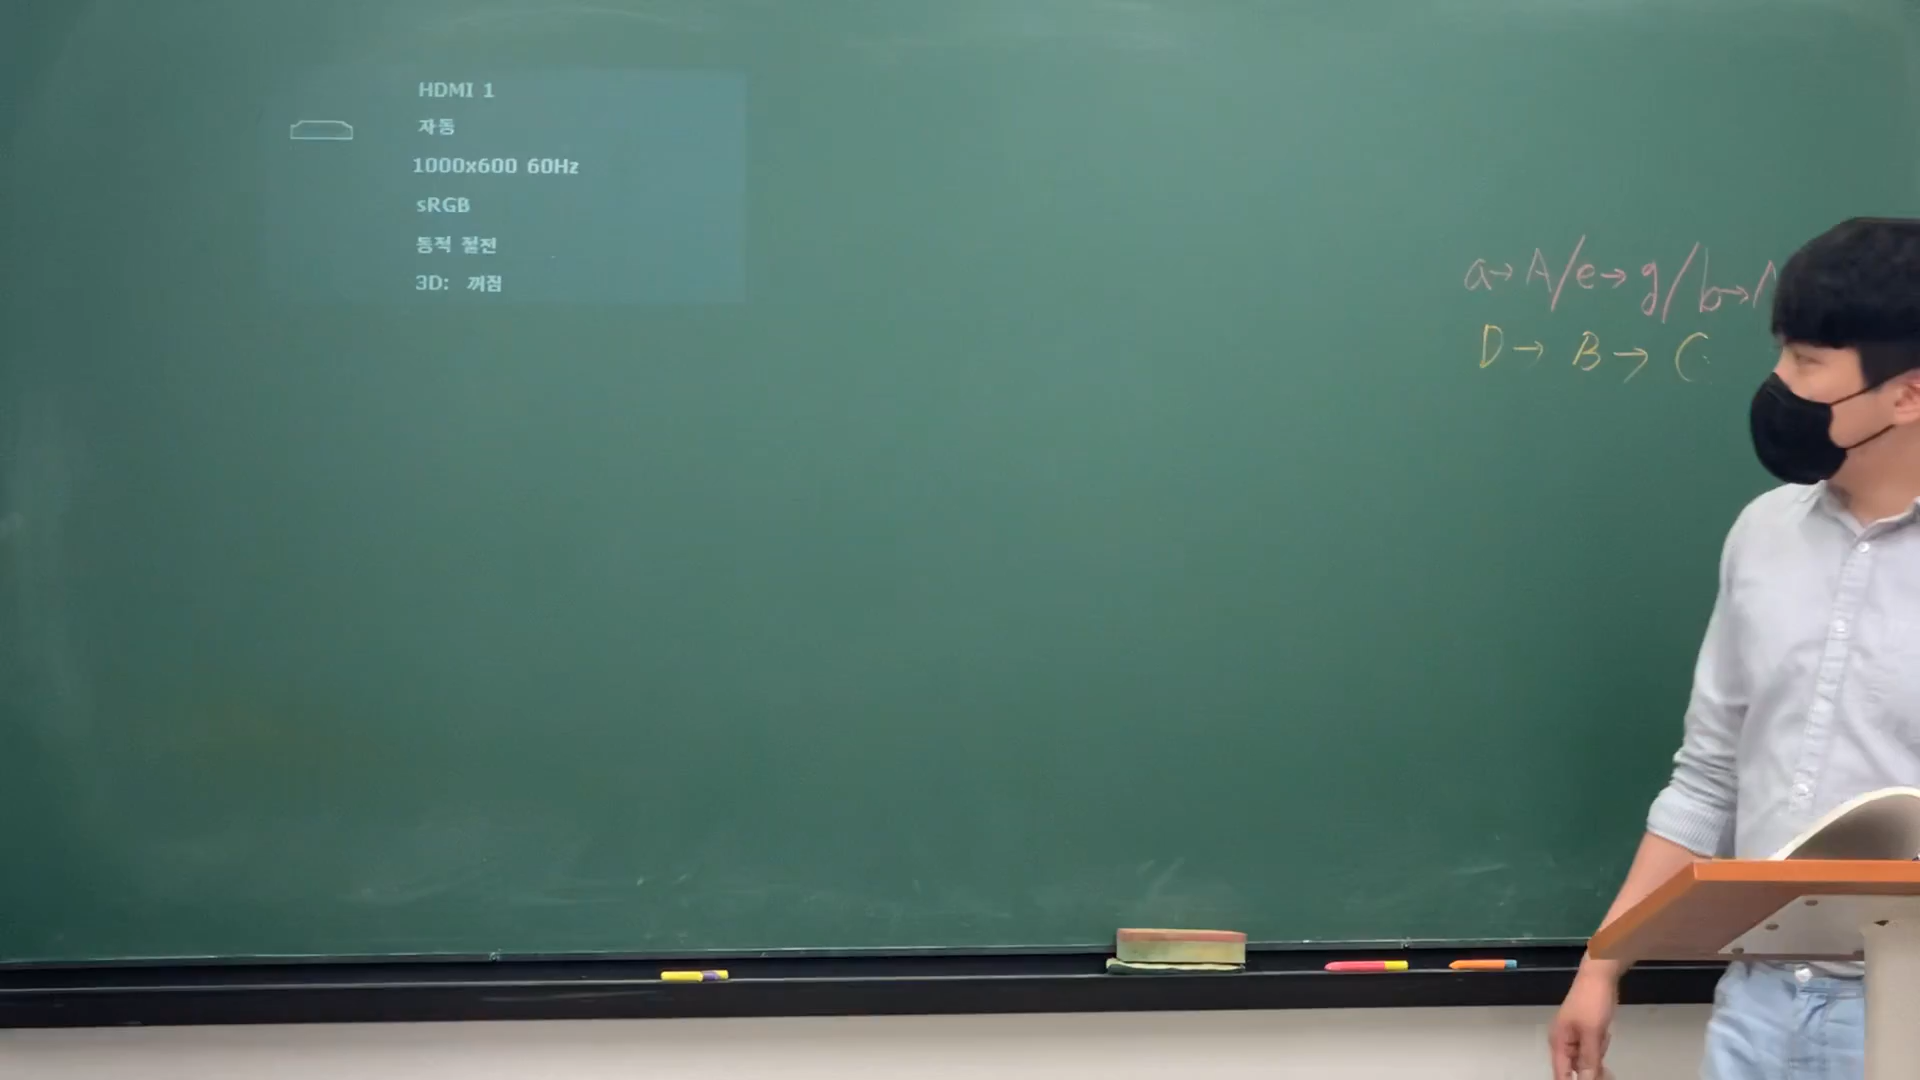 HDMI 1
자동
1000x600 60Hz
sRGB
동적 절전
3D: 꺼짐
a→A/e→g/b→
D→ B→ C